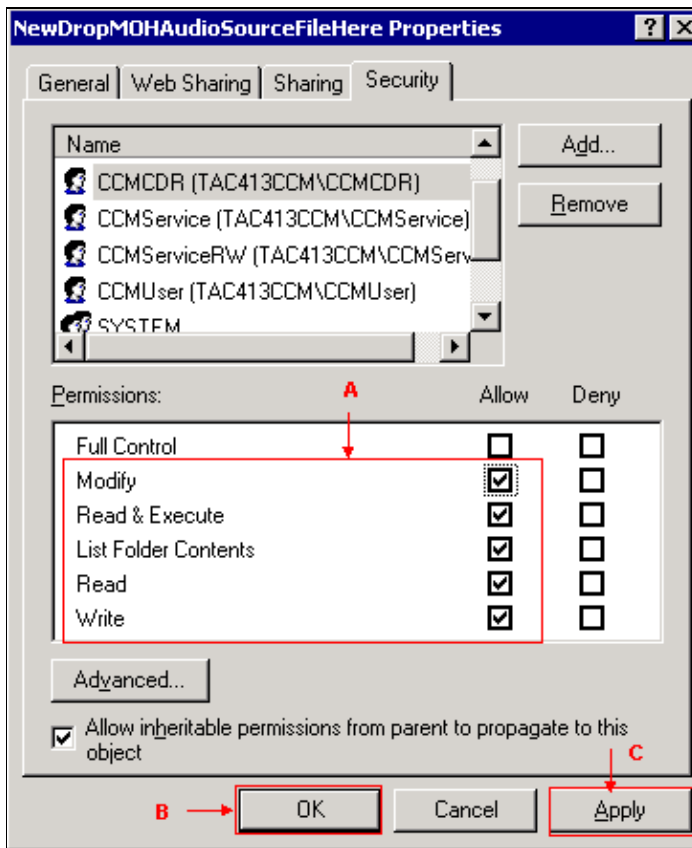 NewDropMOHAudioSourceFileHere Properties
General Web Sharing Sharing Security
Name
Add...
CCMCDR (TAC413CCM\CCMCDR)
CCMService (TAC413CCM\CCMService)
Remove
CCMServiceRW (TAC413CCM\CCMServ
CCMUser (TAC413CCM\CCMUser)
SYSTEM
Permissions: A Allow Deny
Full Control
Modify
Read & Execute
List Folder Contents
Read
Write
Advanced...
Allow inheritable permissions from parent to propagate to this
object
C
B OK Cancel Apply